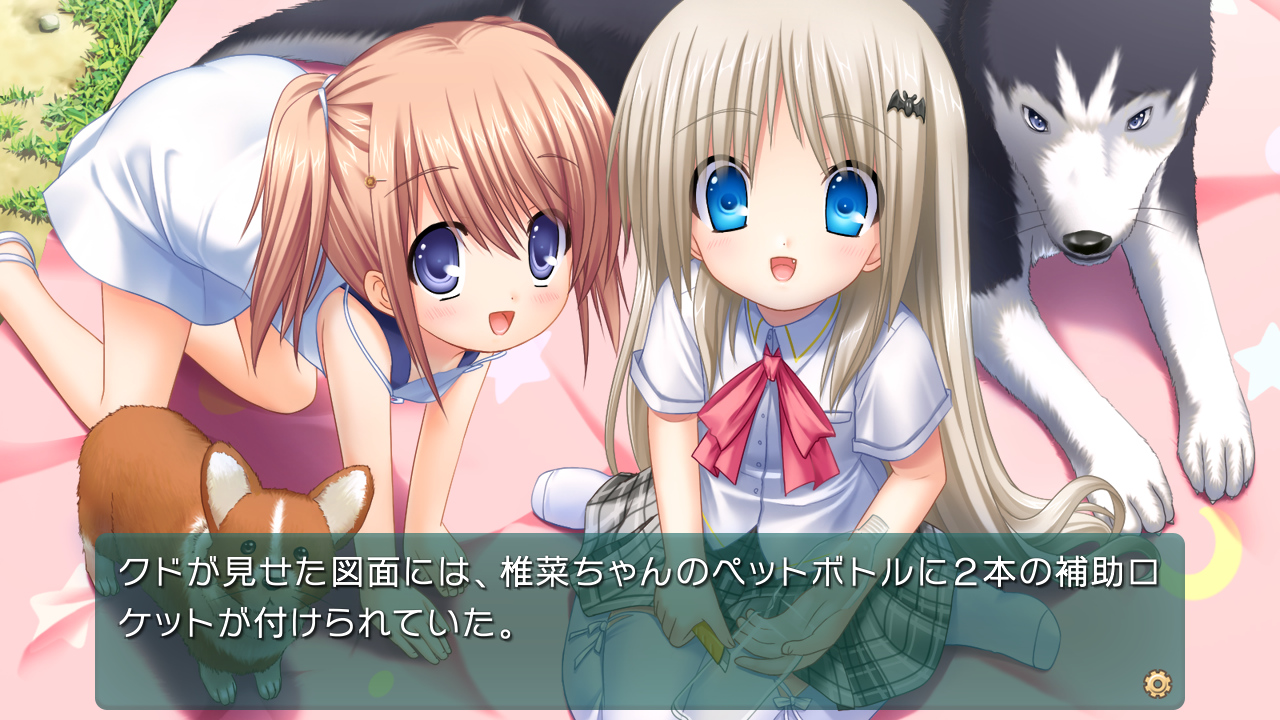 クドが見せた図面には、椎菜ちゃんのペットボトルに２本の補助ロ
ケットが付けられていた。